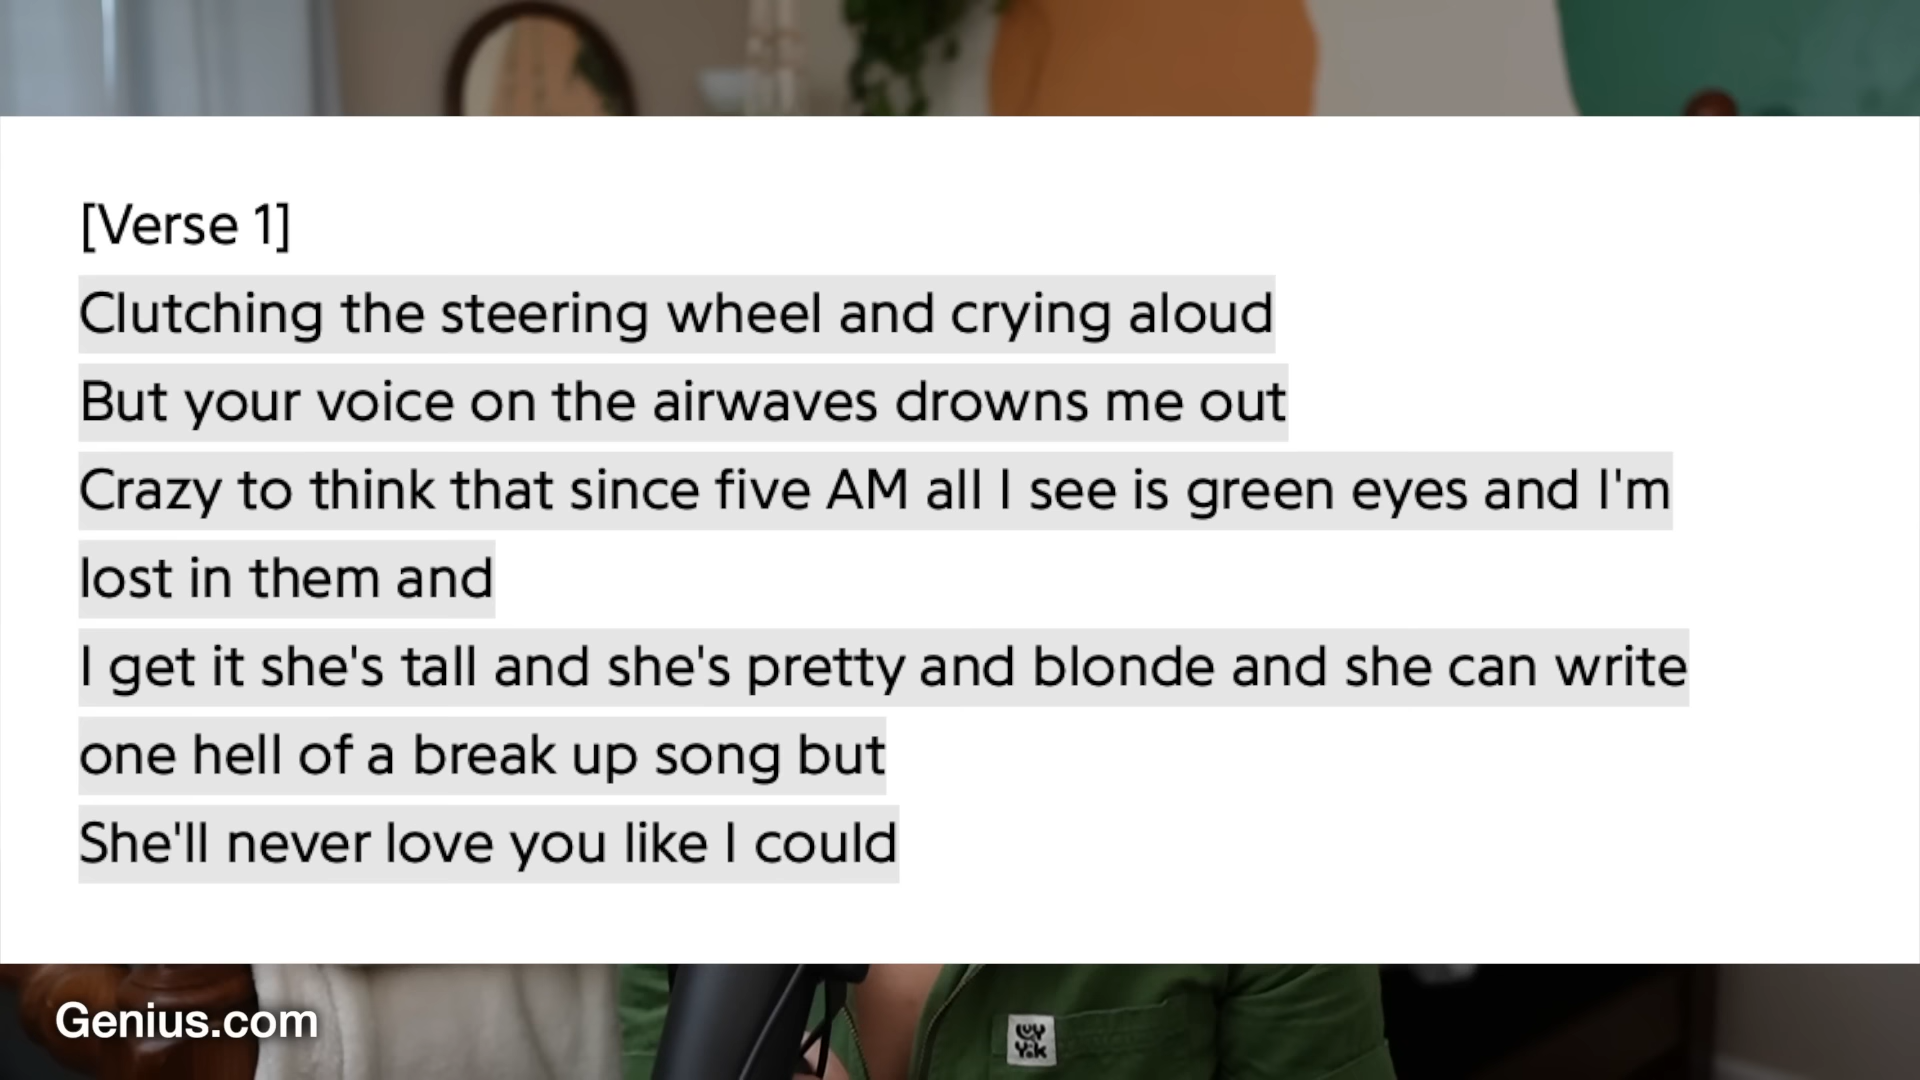 [Verse 1]
Clutching the steering wheel and crying aloud
But your voice on the airwaves drowns me out
Crazy to think that since five AM all I see is green eyes and I'm
lost in them and
I get it she's tall and she's pretty and blonde and she can write
one hell of a break up song but
She'll never love you like I could
Genius.com
LUCY
& YAK